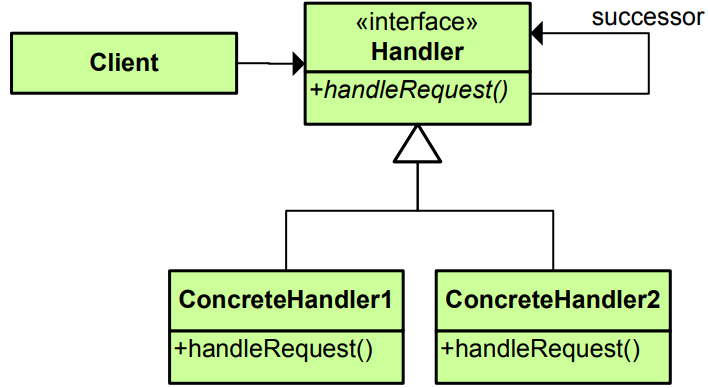 successor
«interface»
Handler
Client
+handleRequest()
ConcreteHandler1
+handleRequest()
ConcreteHandler2
+handleRequest()